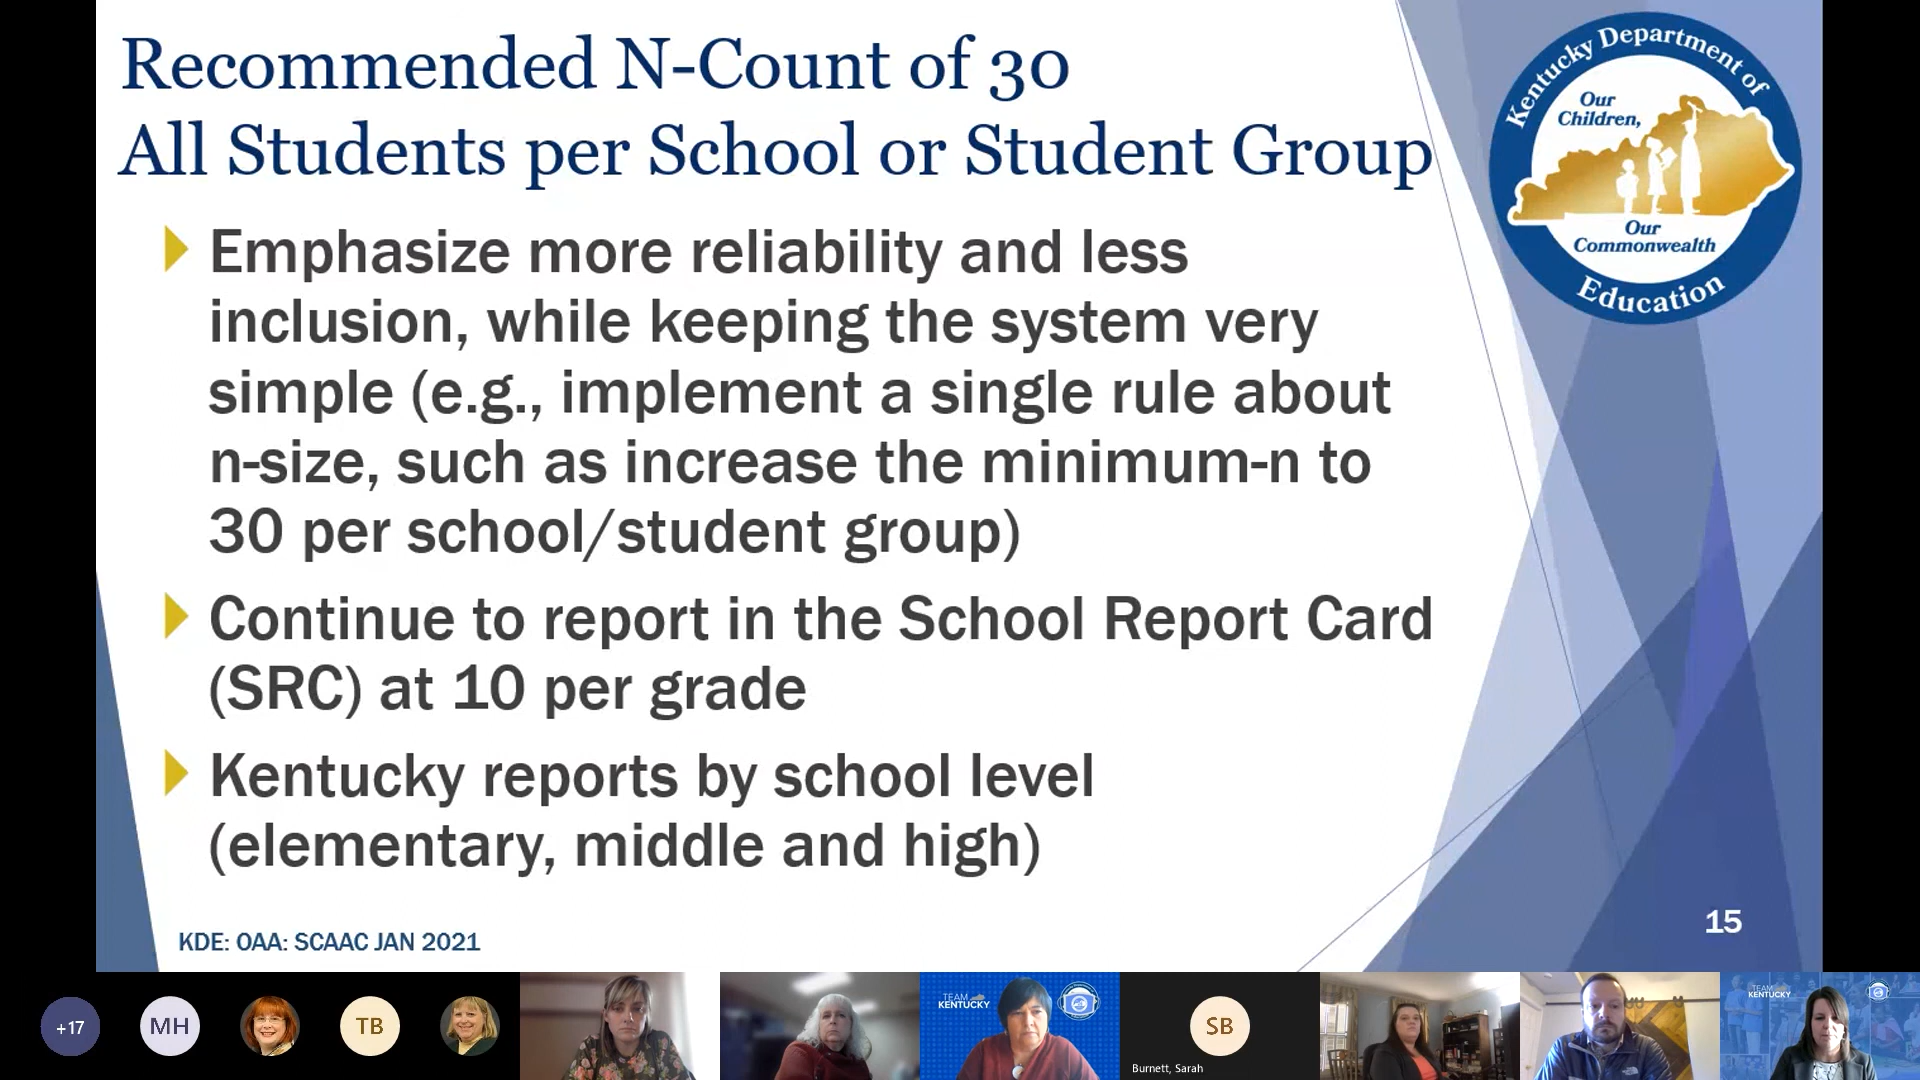 Recommended N-Count of 30
All Students per School or Student Group
Kentucky Department of
Education
Our
Children,
Our
Commonwealth
Emphasize more reliability and less
inclusion, while keeping the system very
simple (e.g., implement a single rule about
n-size, such as increase the minimum-n to
30 per school/student group)
Continue to report in the School Report Card
(SRC) at 10 per grade
Kentucky reports by school level
(elementary, middle and high)
KDE: OAA: SCAAC JAN 2021
15
+17
MH
TB
TEAM
KENTUCKY
SB
Burnett, Sarah
TEAM
KENTUCKY